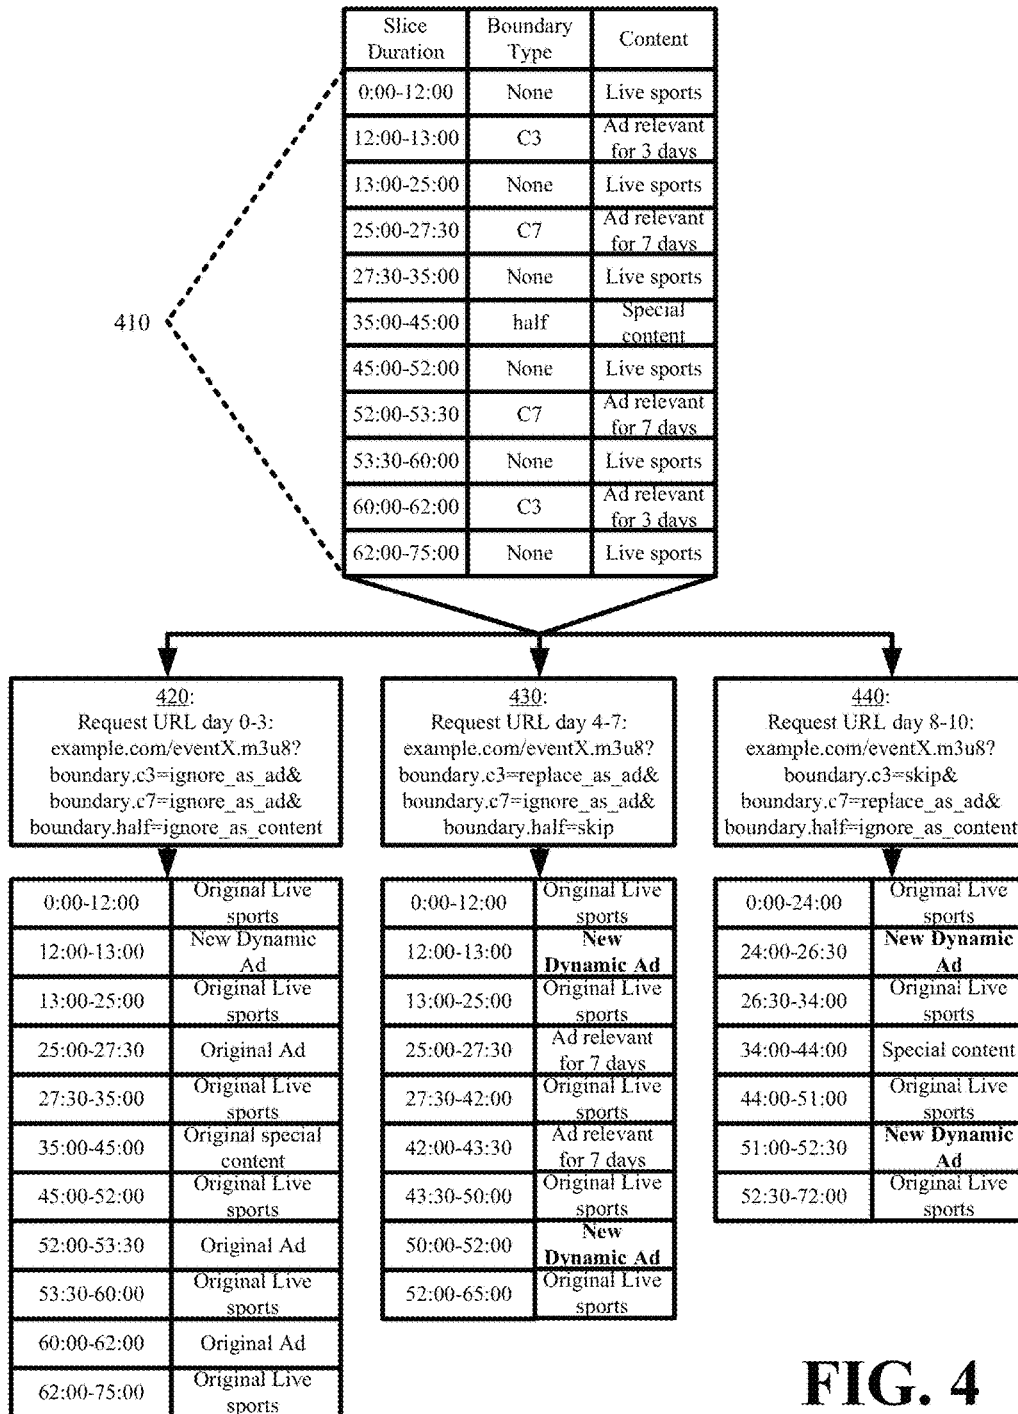 Slice Duration
Boundary Type
Content
0:00-12:00 None Live sports
12:00-13:00 C3 Ad relevant for 3 days
13:00-25:00 None Live sports
25:00-27:30 C7 Ad relevant for 7 days
27:30-35:00 None Live sports
35:00-45:00 half Special content
45:00-52:00 None Live sports
52:00-53:30 C7 Ad relevant for 7 days
53:30-60:00 None Live sports
60:00-62:00 C3 Ad relevant for 3 days
62:00-75:00 None Live sports
410
420:
Request URL day 0-3:
example.com/eventX.m3u8?
boundary.c3=ignore_as_ad&
boundary.c7=ignore_as_ad&
boundary.half=ignore_as_content
430:
Request URL day 4-7:
example.com/eventX.m3u8?
boundary.c3=replace_as_ad&
boundary.c7=ignore_as_ad&
boundary.half=skip
440:
Request URL day 8-10:
example.com/eventX.m3u8?
boundary.c3=skip&
boundary.c7=replace_as_ad&
boundary.half=ignore_as_content
0:00-12:00 Original Live sports
12:00-13:00 New Dynamic Ad
13:00-25:00 Original Live sports
25:00-27:30 Original Ad
27:30-35:00 Original Live sports
35:00-45:00 Original special content
45:00-52:00 Original Live sports
52:00-53:30 Original Ad
53:30-60:00 Original Live sports
60:00-62:00 Original Ad
62:00-75:00 Original Live sports
0:00-12:00 Original Live sports
12:00-13:00 New Dynamic Ad
13:00-25:00 Original Live sports
25:00-27:30 Ad relevant for 7 days
27:30-42:00 Original Live sports
42:00-43:30 Ad relevant for 7 days
43:30-50:00 Original Live sports
50:00-52:00 New Dynamic Ad
52:00-65:00 Original Live sports
0:00-24:00 Original Live sports
24:00-26:30 New Dynamic Ad
26:30-34:00 Original Live sports
34:00-44:00 Special content
44:00-51:00 Original Live sports
51:00-52:30 New Dynamic Ad
52:30-72:00 Original Live sports
FIG. 4